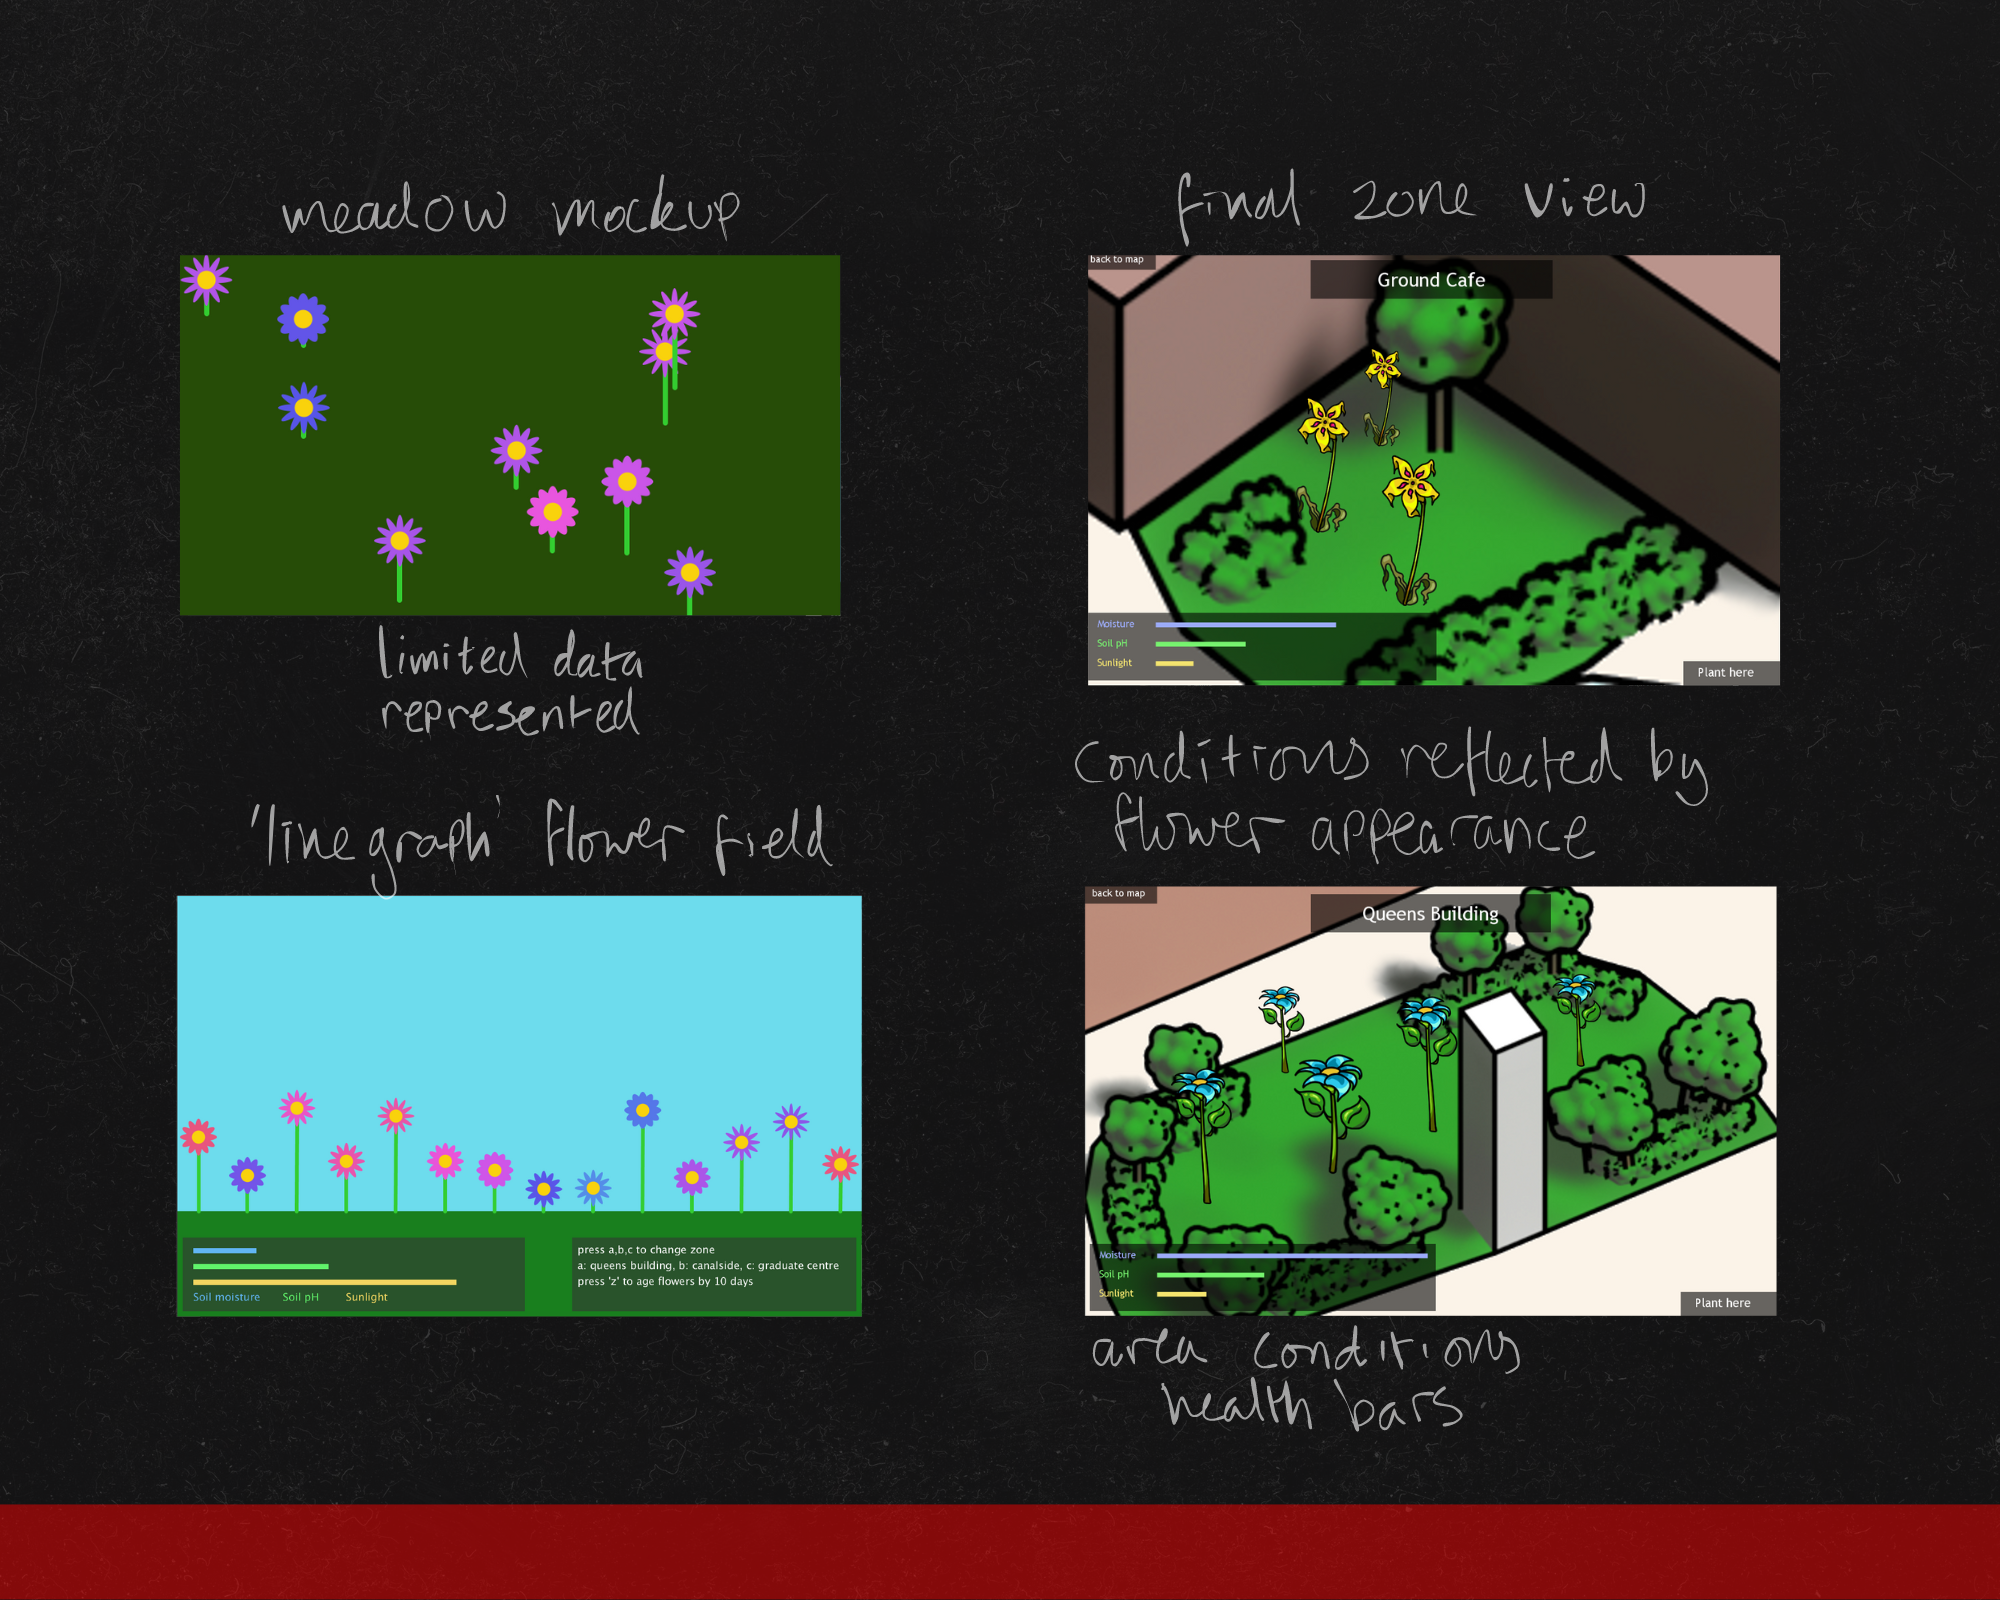 meadow mockup
limited data
represented
'line graph' flower field
Soil moisture Soil pH Sunlight
press a,b,c to change zone
a: queens building, b: canalside, c: graduate centre
press 'z' to age flowers by 10 days
final zone view
back to map
Ground Cafe
Moisture
Soil pH
Sunlight
Plant here
conditions reflected by
flower appearance
back to map
Queens Building
Moisture
Soil pH
Sunlight
Plant here
area conditions
health bars